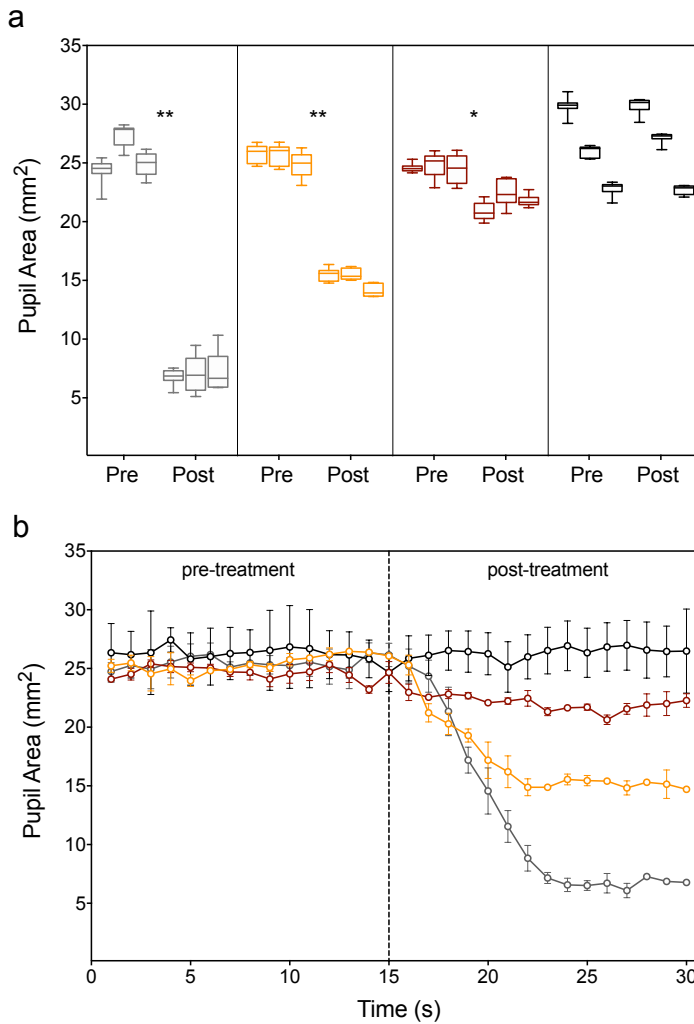 a
35
30
25
20
15
10
5
Pupil Area (mm²)
**
**
*
Pre Post Pre Post Pre Post Pre Post
b
35
30
25
20
15
10
5
Pupil Area (mm²)
pre-treatment post-treatment
0 5 10 15 20 25 30
Time (s)